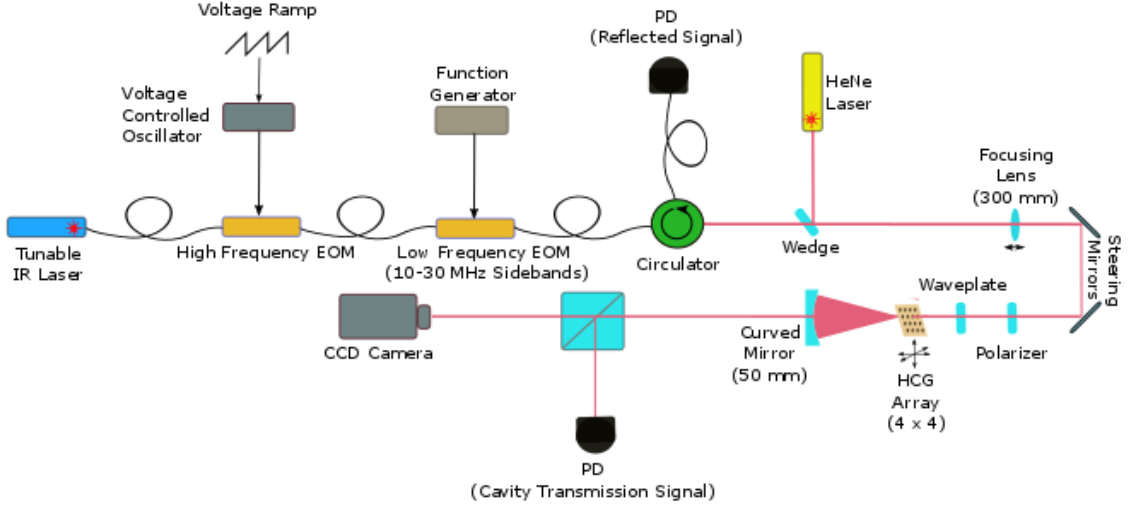 Voltage Ramp
Voltage
Controlled
Oscillator
Function
Generator
PD
(Reflected Signal)
HeNe
Laser
Focusing
Lens
(300 mm)
Tunable
IR Laser
High Frequency EOM
Low Frequency EOM
(10-30 MHz Sidebands)
Circulator
Wedge
Steering
Mirrors
CCD Camera
Curved
Mirror
(50 mm)
Waveplate
Polarizer
HCG
Array
(4 x 4)
PD
(Cavity Transmission Signal)